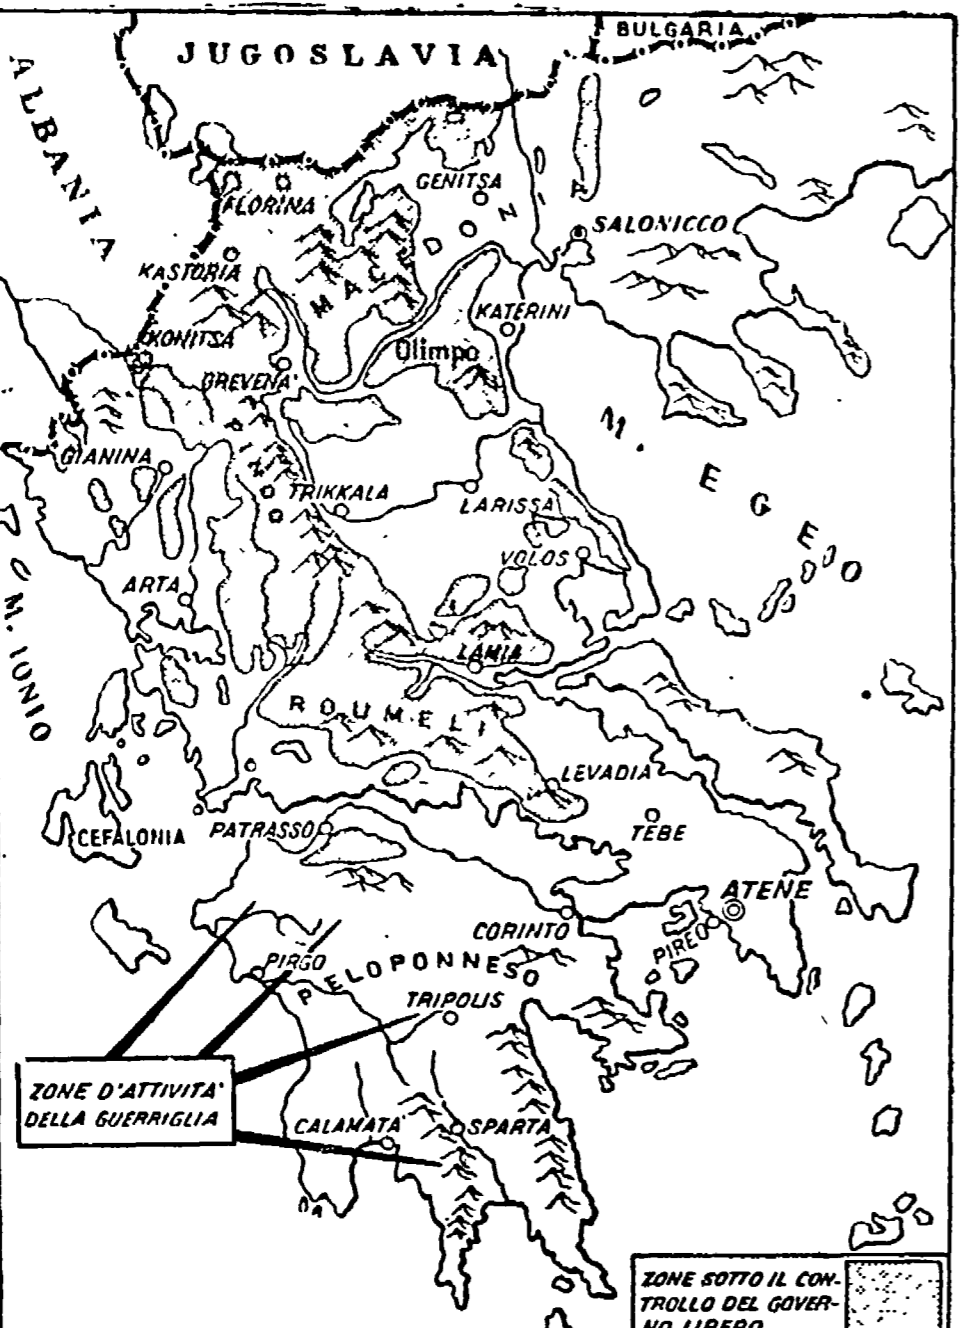 BULGARIA
JUGOSLAVIA
ALBANIA
GENITSA
FLORINA
SALONICCO
KASTORIA
MACEDONIA
KATERINI
KONITSA
Olimpo
GREVENA'
M. EGEO
GIANINA
TRIKKALA
LARISSA
VOLOS
ARTA
M. IONIO
LAMIA
ROUMELI
LEVADIA
CEFALONIA
PATRASSO
TEBE
ATENE
CORINTO
PIREO
PIRGO
PELOPONNESO
TRIPOLIS
ZONE D'ATTIVITA'
DELLA GUERRIGLIA
CALAMATA
SPARTA
ZONE SOTTO IL CON-
TROLLO DEL GOVER-
NO LIBERO